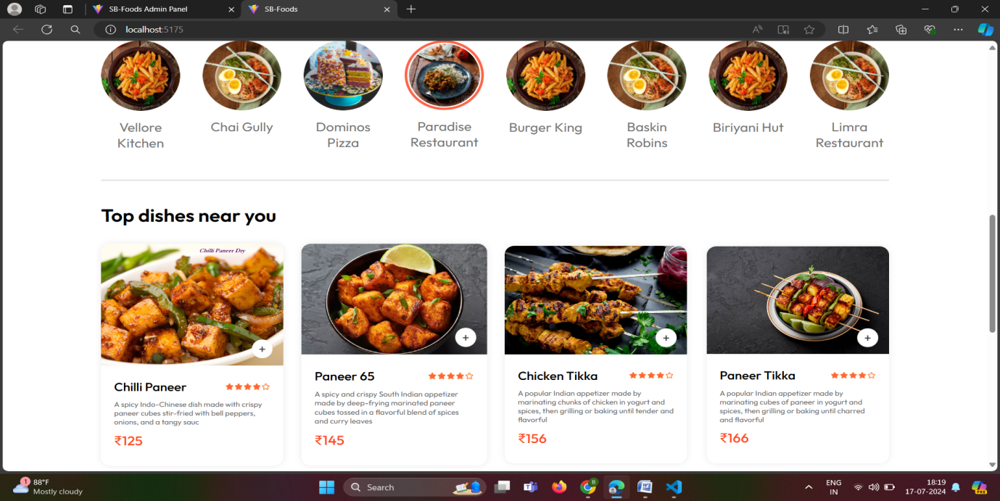 SB-Foods Admin Panel
SB-Foods
localhost:5175
Vellore
Kitchen
Chai Gully
Dominos
Pizza
Paradise
Restaurant
Burger King
Baskin
Robins
Biriyani Hut
Limra
Restaurant
Top dishes near you
Chilli Paneer Dry
Chilli Paneer
A spicy Indo-Chinese dish made with crispy
paneer cubes stir-fried with bell peppers,
onions, and a tangy sauc
₹125
Paneer 65
A spicy and crispy South Indian appetizer
made by deep-frying marinated paneer
cubes tossed in a flavorful blend of spices
and curry leaves
₹145
Chicken Tikka
A popular Indian appetizer made by
marinating chunks of chicken in yogurt and
spices, then grilling or baking until tender and
flavorful
₹156
Paneer Tikka
A popular Indian appetizer made by
marinating cubes of paneer in yogurt and
spices, then grilling or baking until charred
and flavorful
₹166
1
88°F
Mostly cloudy
Search
B
ENG
IN
18:19
17-07-2024
PRE